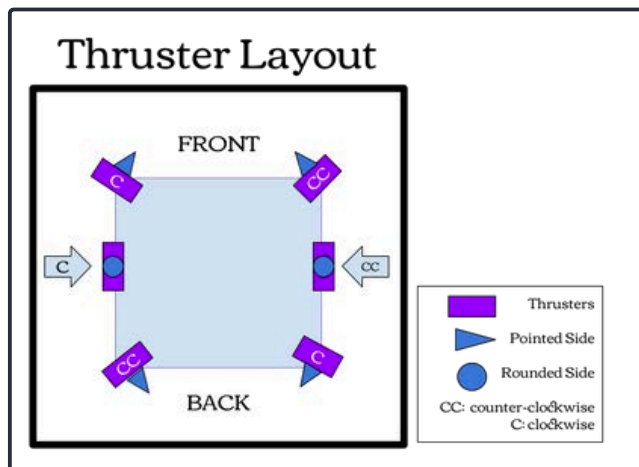 Thruster Layout
FRONT
C
CC
C
CC
CC
C
BACK
Thrusters
Pointed Side
Rounded Side
CC: counter-clockwise
C: clockwise